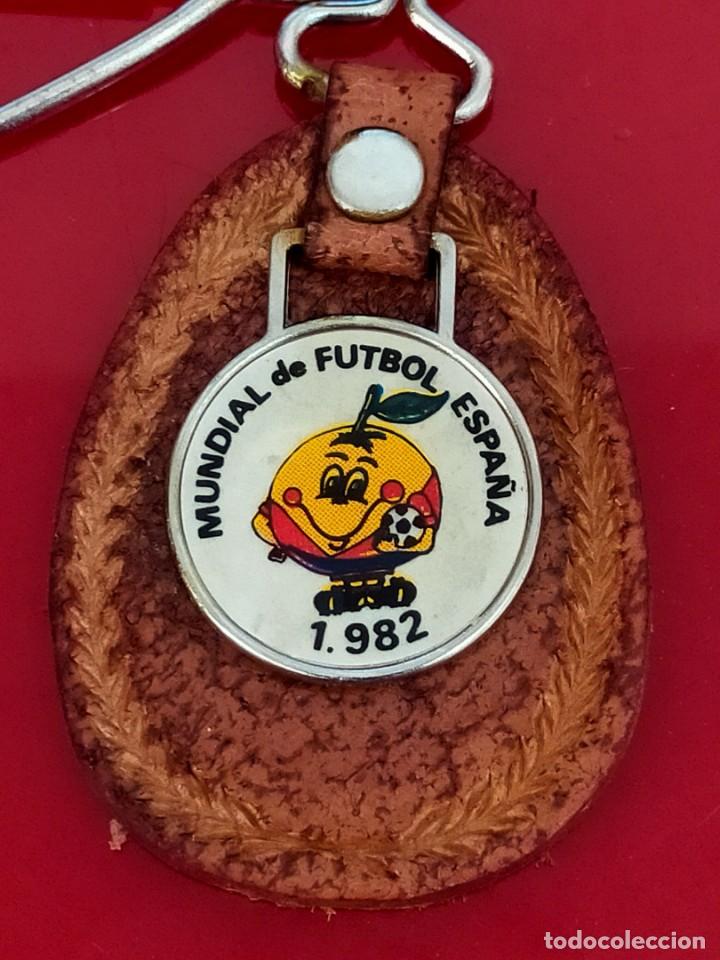 MUNDIAL de FUTBOL ESPAÑA
1.982
todocoleccion